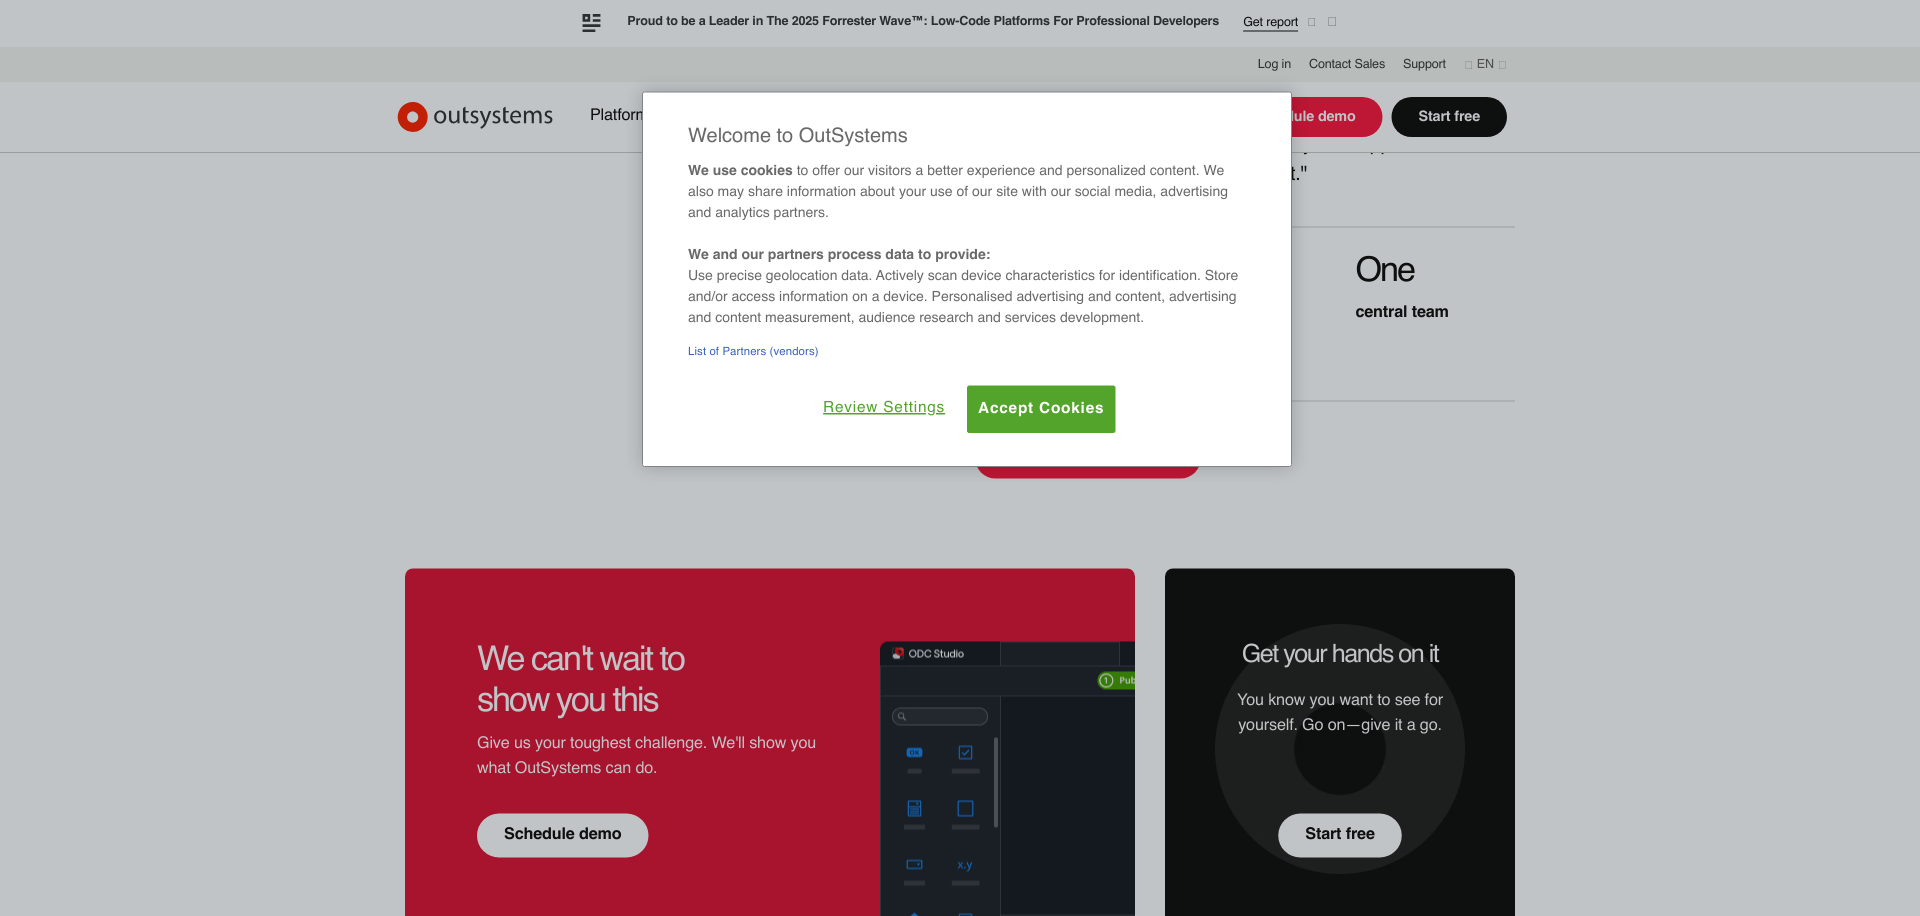 Proud to be a Leader in The 2025 Forrester Wave™: Low-Code Platforms For Professional Developers Get report
Log in Contact Sales Support EN
outsystems
Start free
Welcome to OutSystems
We use cookies to offer our visitors a better experience and personalized content. We
also may share information about your use of our site with our social media, advertising
and analytics partners.
We and our partners process data to provide:
Use precise geolocation data. Actively scan device characteristics for identification. Store
and/or access information on a device. Personalised advertising and content, advertising
and content measurement, audience research and services development.
List of Partners (vendors)
Review Settings
Accept Cookies
demo
One
central team
We can't wait to
show you this
Give us your toughest challenge. We'll show you
what OutSystems can do.
Schedule demo
ODC Studio
1
x.y
Get your hands on it
You know you want to see for
yourself. Go on—give it a go.
Start free